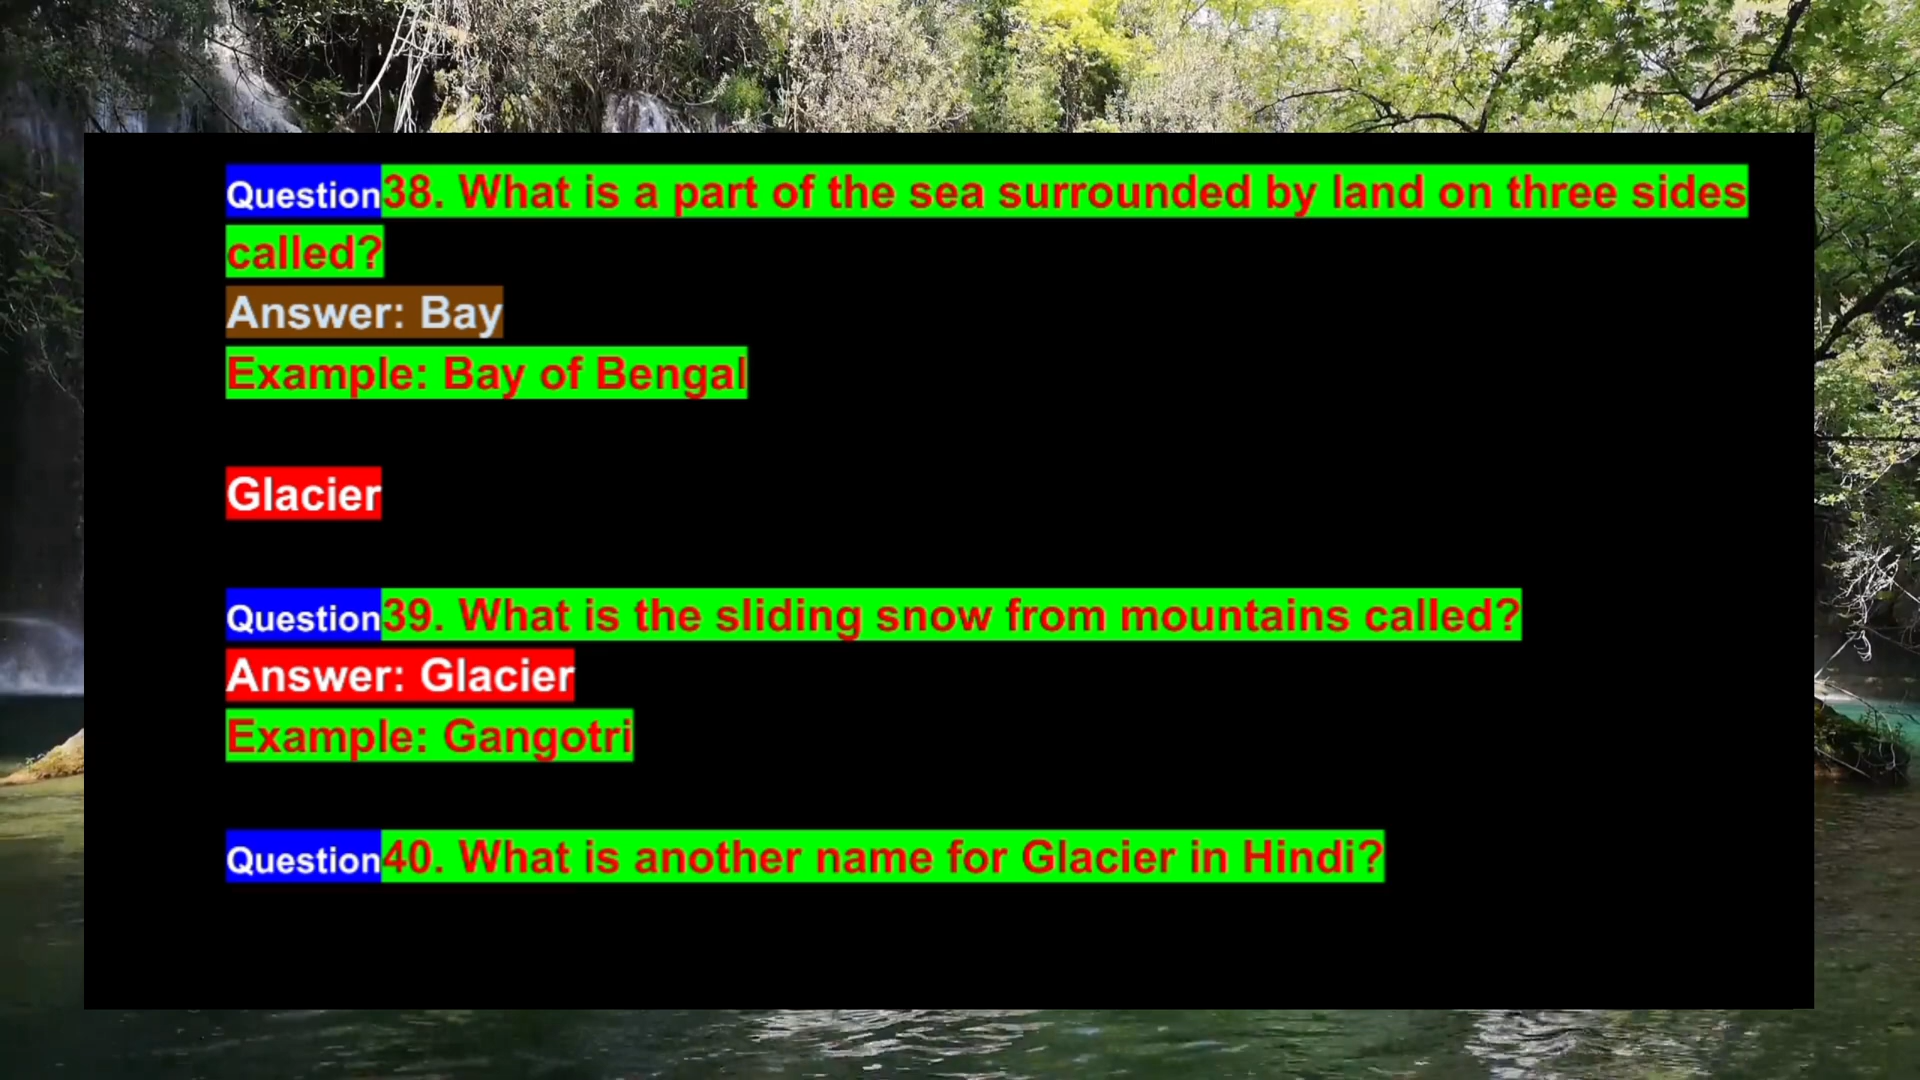 Question38. What is a part of the sea surrounded by land on three sides
called?
Answer: Bay
Example: Bay of Bengal
Glacier
Question39. What is the sliding snow from mountains called?
Answer: Glacier
Example: Gangotri
Question40. What is another name for Glacier in Hindi?